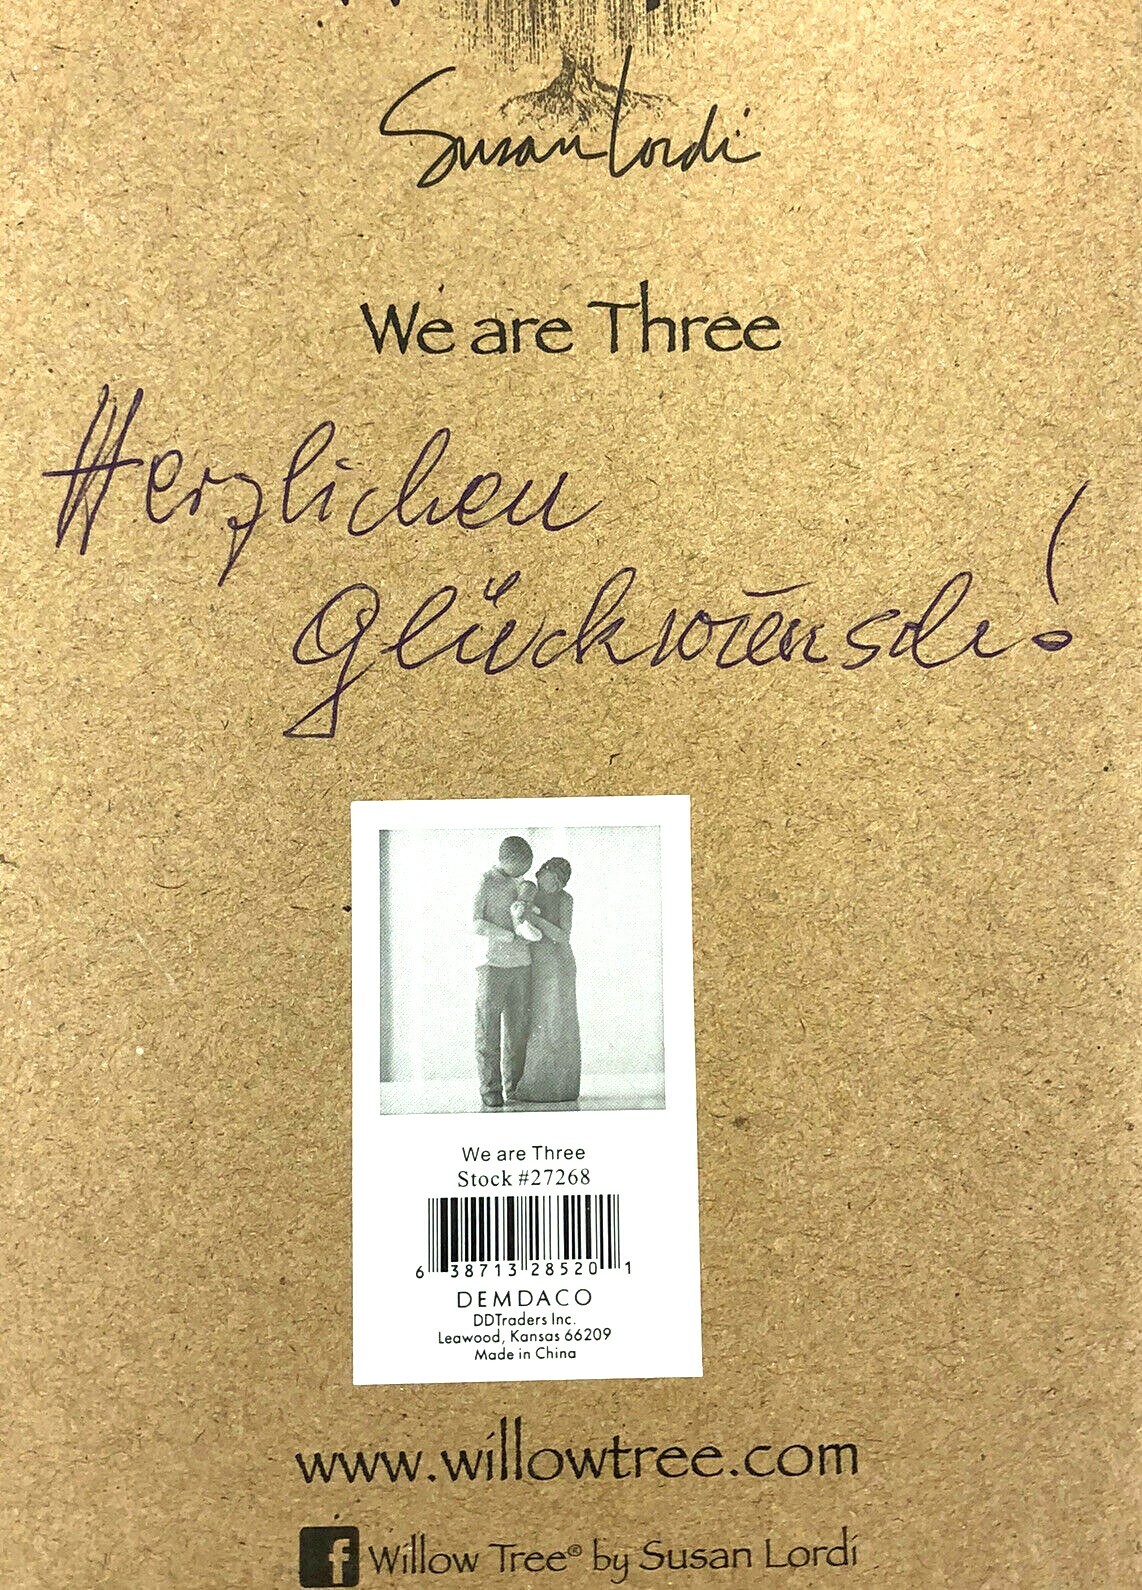 Susan Lordi
We are Three
Herzlichen
Glückwünsche!
We are Three
Stock #27268
6 38713 28520 1
DEMDACO
DDTraders Inc.
Leawood, Kansas 66209
Made in China
www.willowtree.com
f Willow Tree® by Susan Lordi